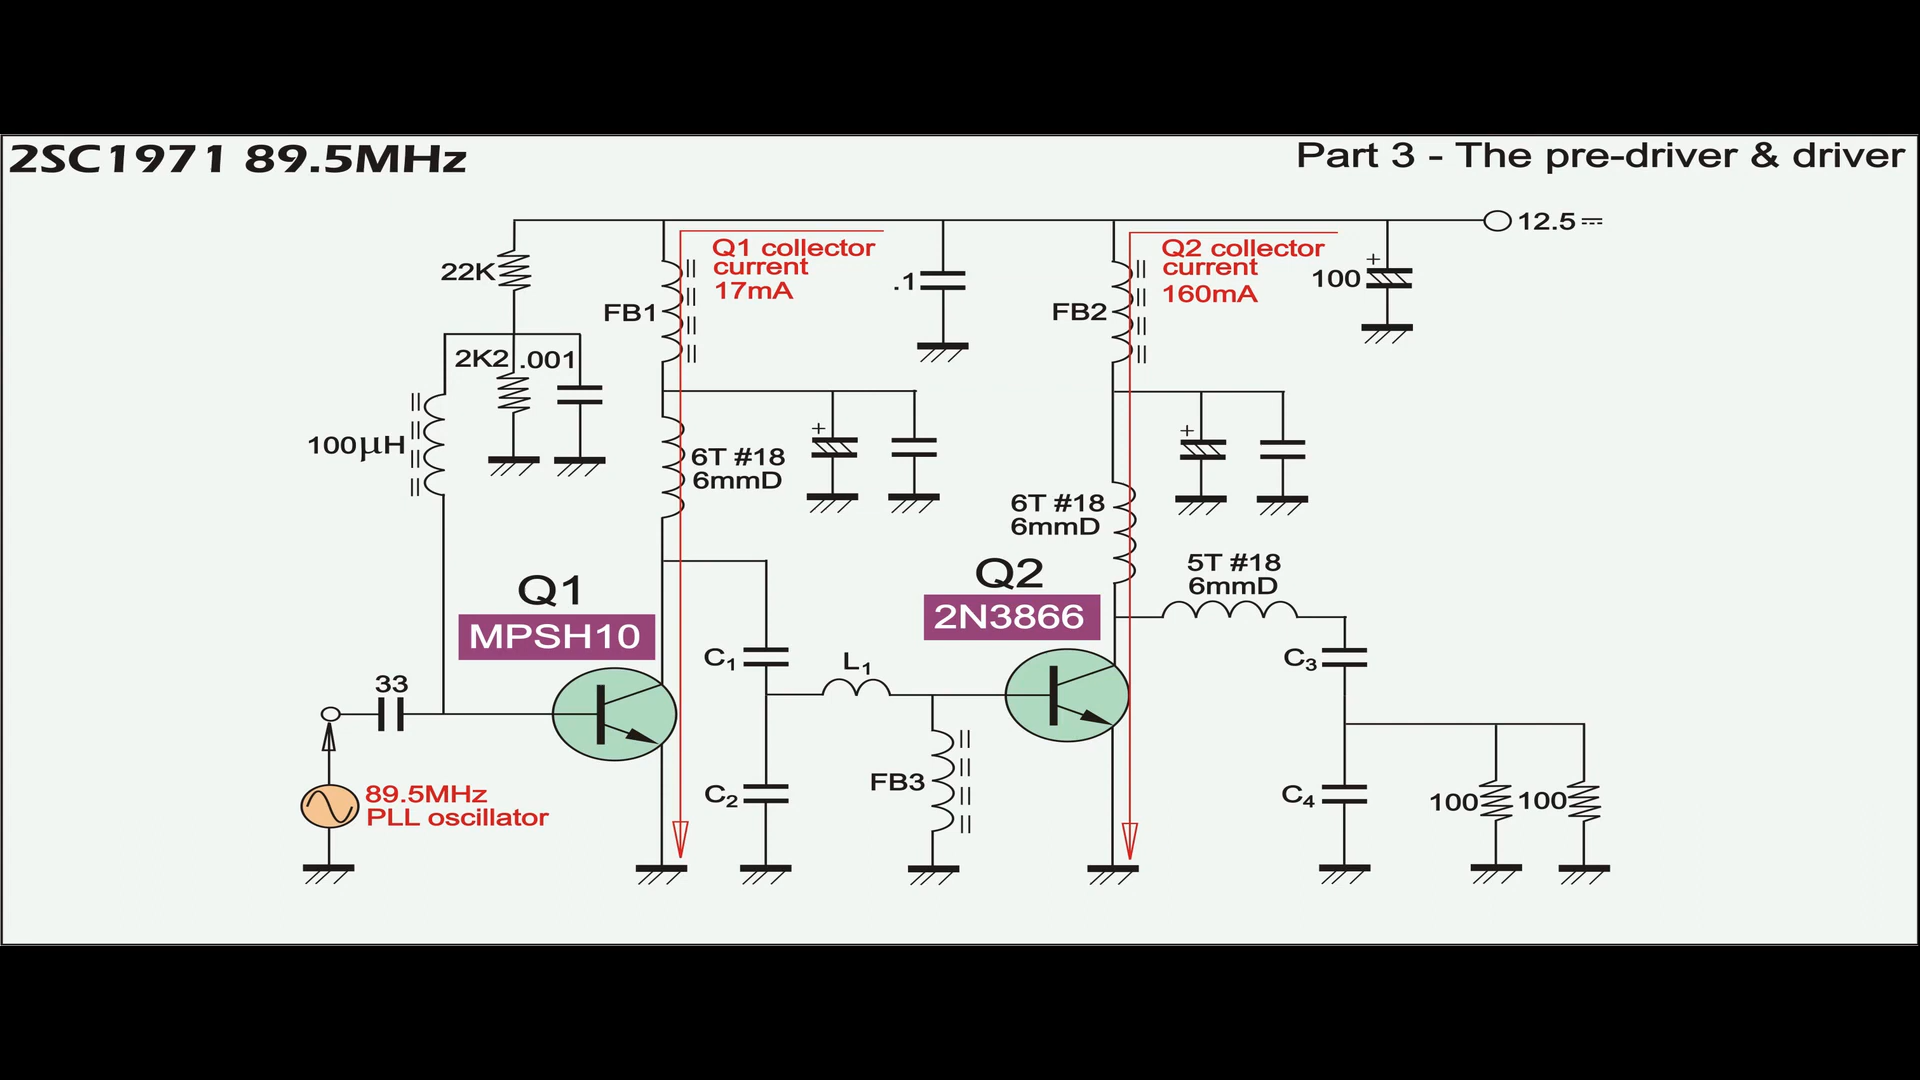 2SC1971 89.5MHz
Part 3 - The pre-driver & driver
12.5
22K
FB1
Q1 collector
current
17mA
.1
FB2
Q2 collector
current
160mA
+
100
2K2
.001
100µH
6T #18
6mmD
+
+
6T #18
6mmD
Q1
MPSH10
Q2
2N3866
5T #18
6mmD
33
C1
L1
C3
89.5MHz
PLL oscillator
C2
FB3
C4
100
100